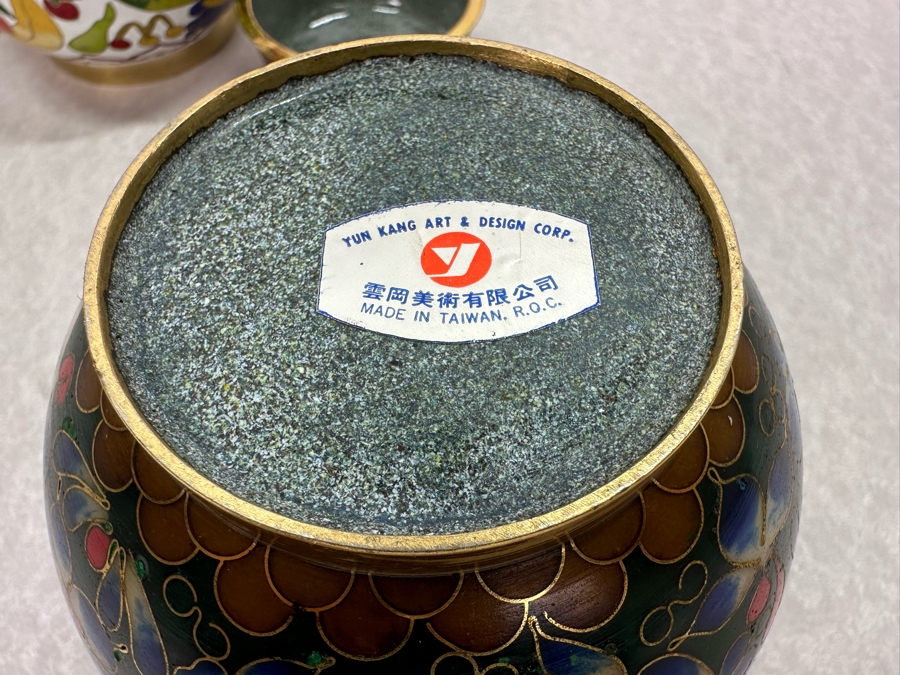 YUN KANG ART & DESIGN CORP.
雲岡美術有限公司
MADE IN TAIWAN, R.O.C.